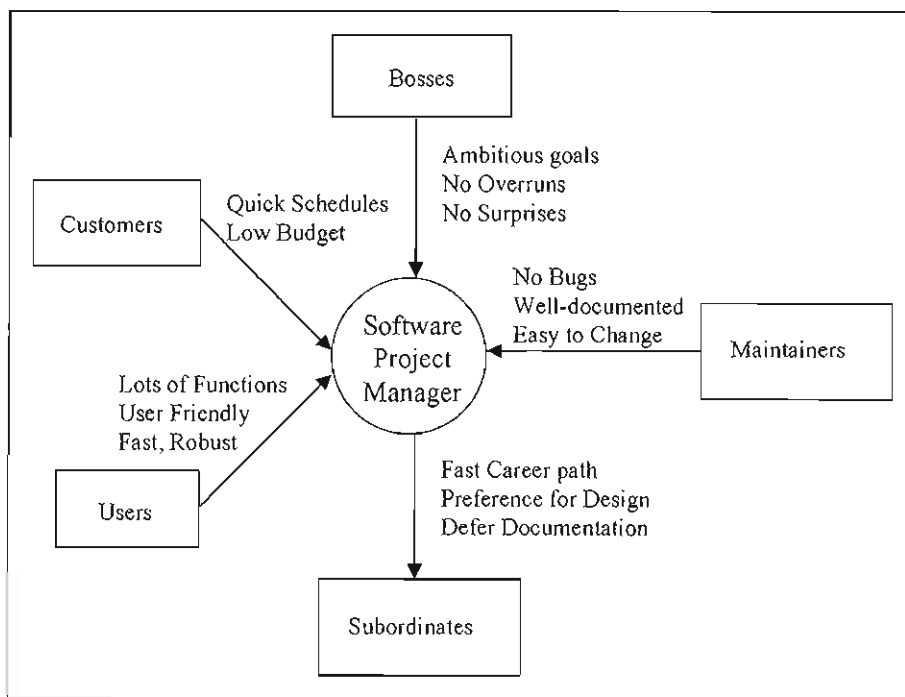 Bosses
Ambitious goals
No Overruns
No Surprises
Customers
Quick Schedules
Low Budget
No Bugs
Well-documented
Easy to Change
Maintainers
Software
Project
Manager
Lots of Functions
User Friendly
Fast, Robust
Users
Fast Career path
Preference for Design
Defer Documentation
Subordinates